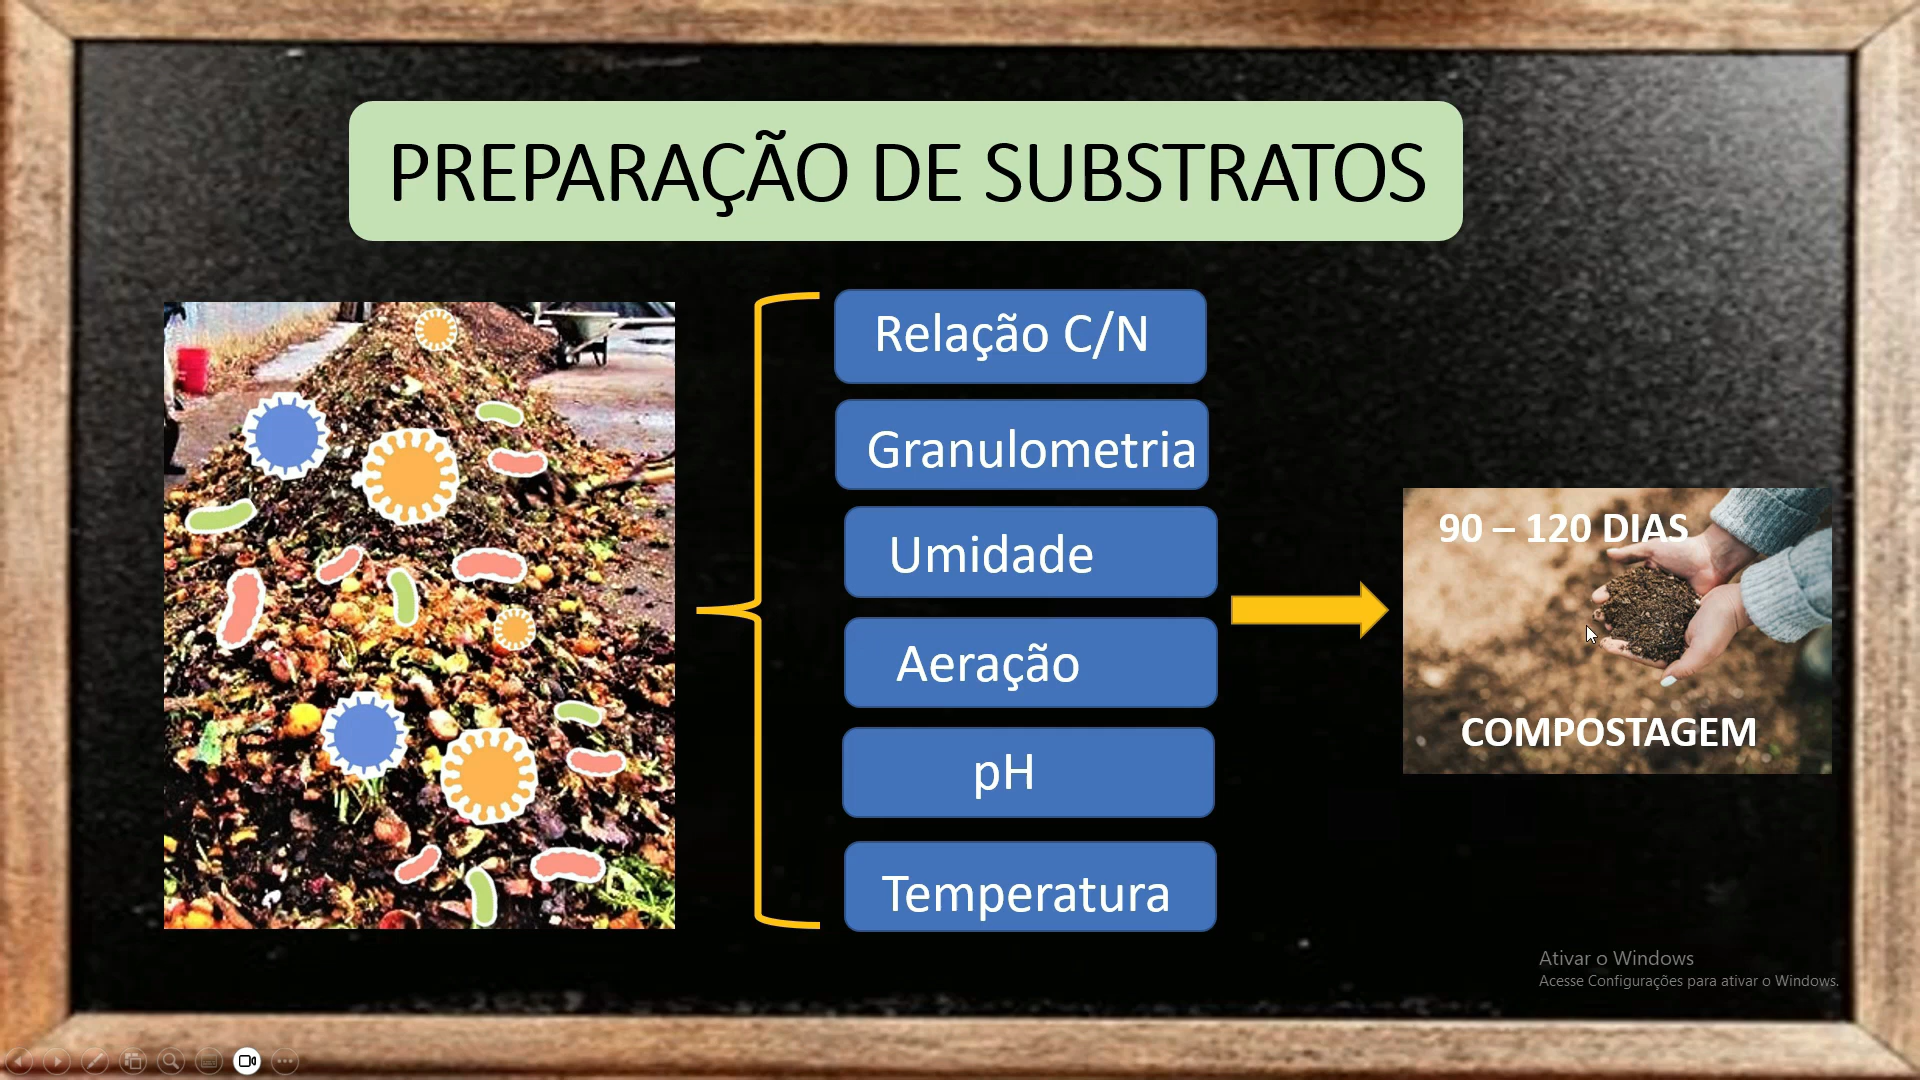 PREPARAÇÃO DE SUBSTRATOS
Relação C/N
Granulometria
Umidade
Aeração
pH
Temperatura
90 – 120 DIAS
COMPOSTAGEM
Ativar o Windows
Acesse Configurações para ativar o Windows.